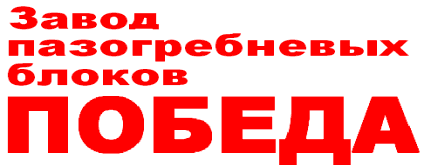 Завод
пазогребневых
блоков
ПОБЕДА